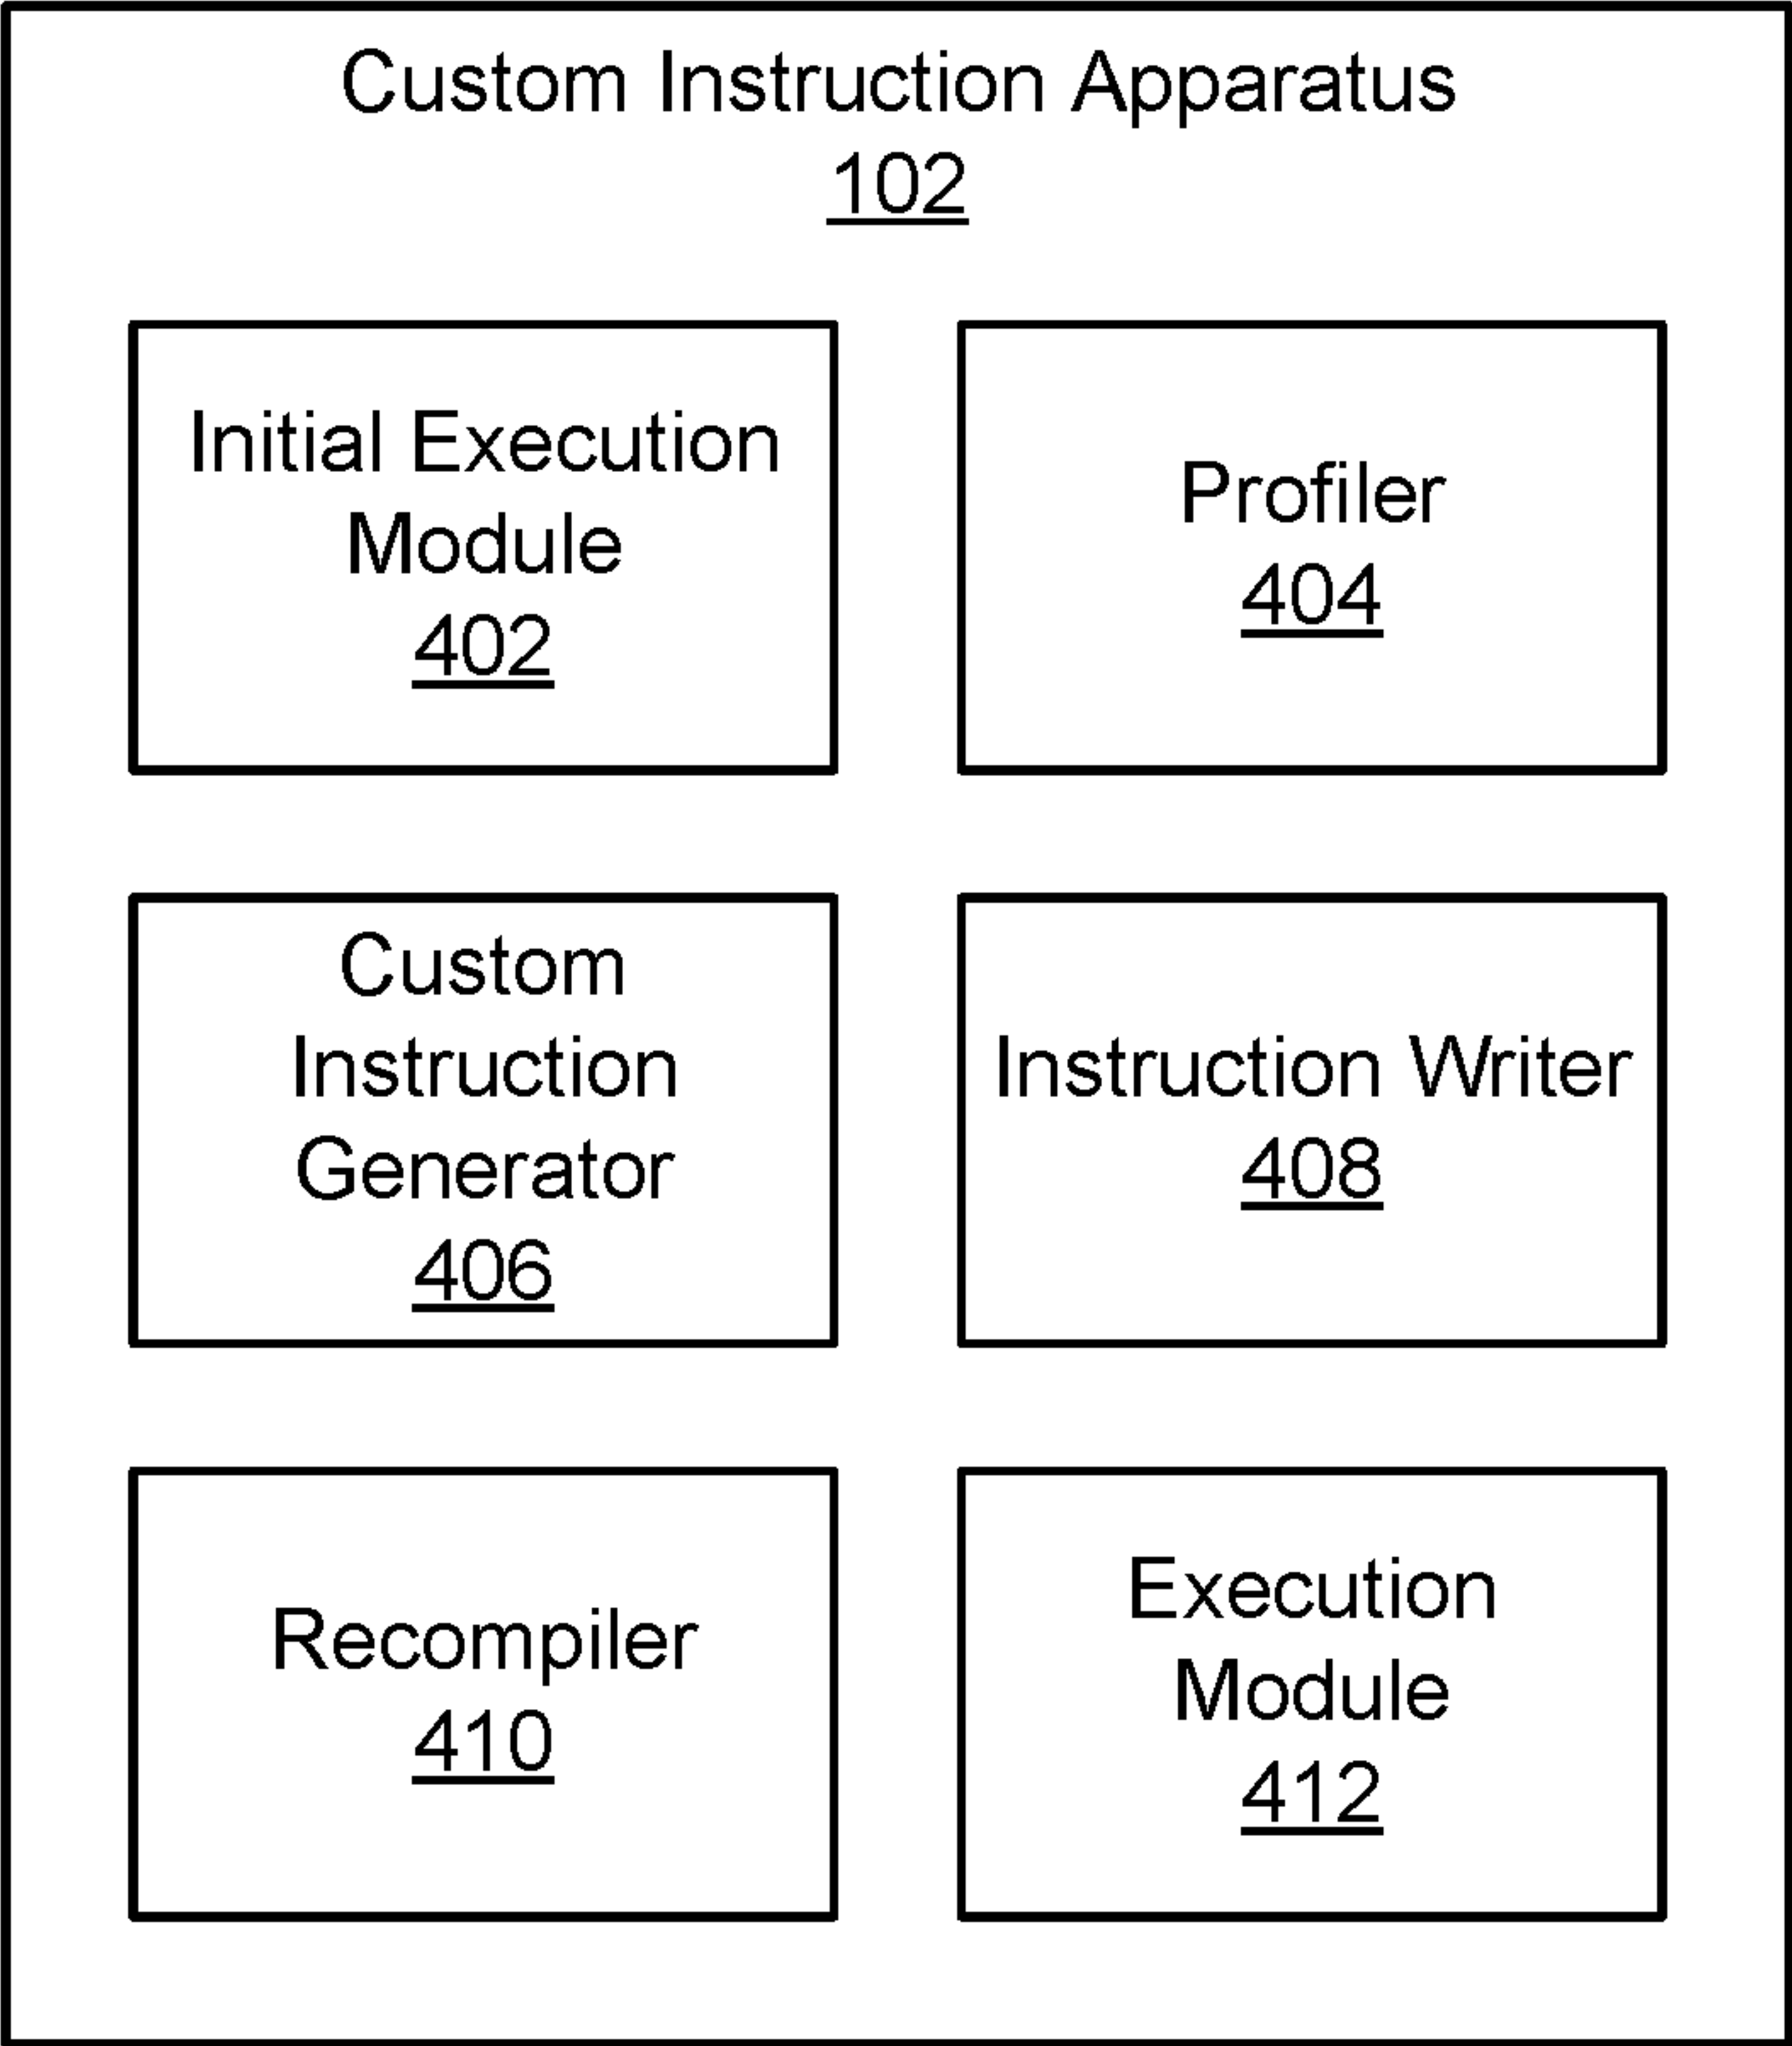 Custom Instruction Apparatus
102
Initial Execution
Module
402
Profiler
404
Custom
Instruction
Generator
406
Instruction Writer
408
Recompiler
410
Execution
Module
412